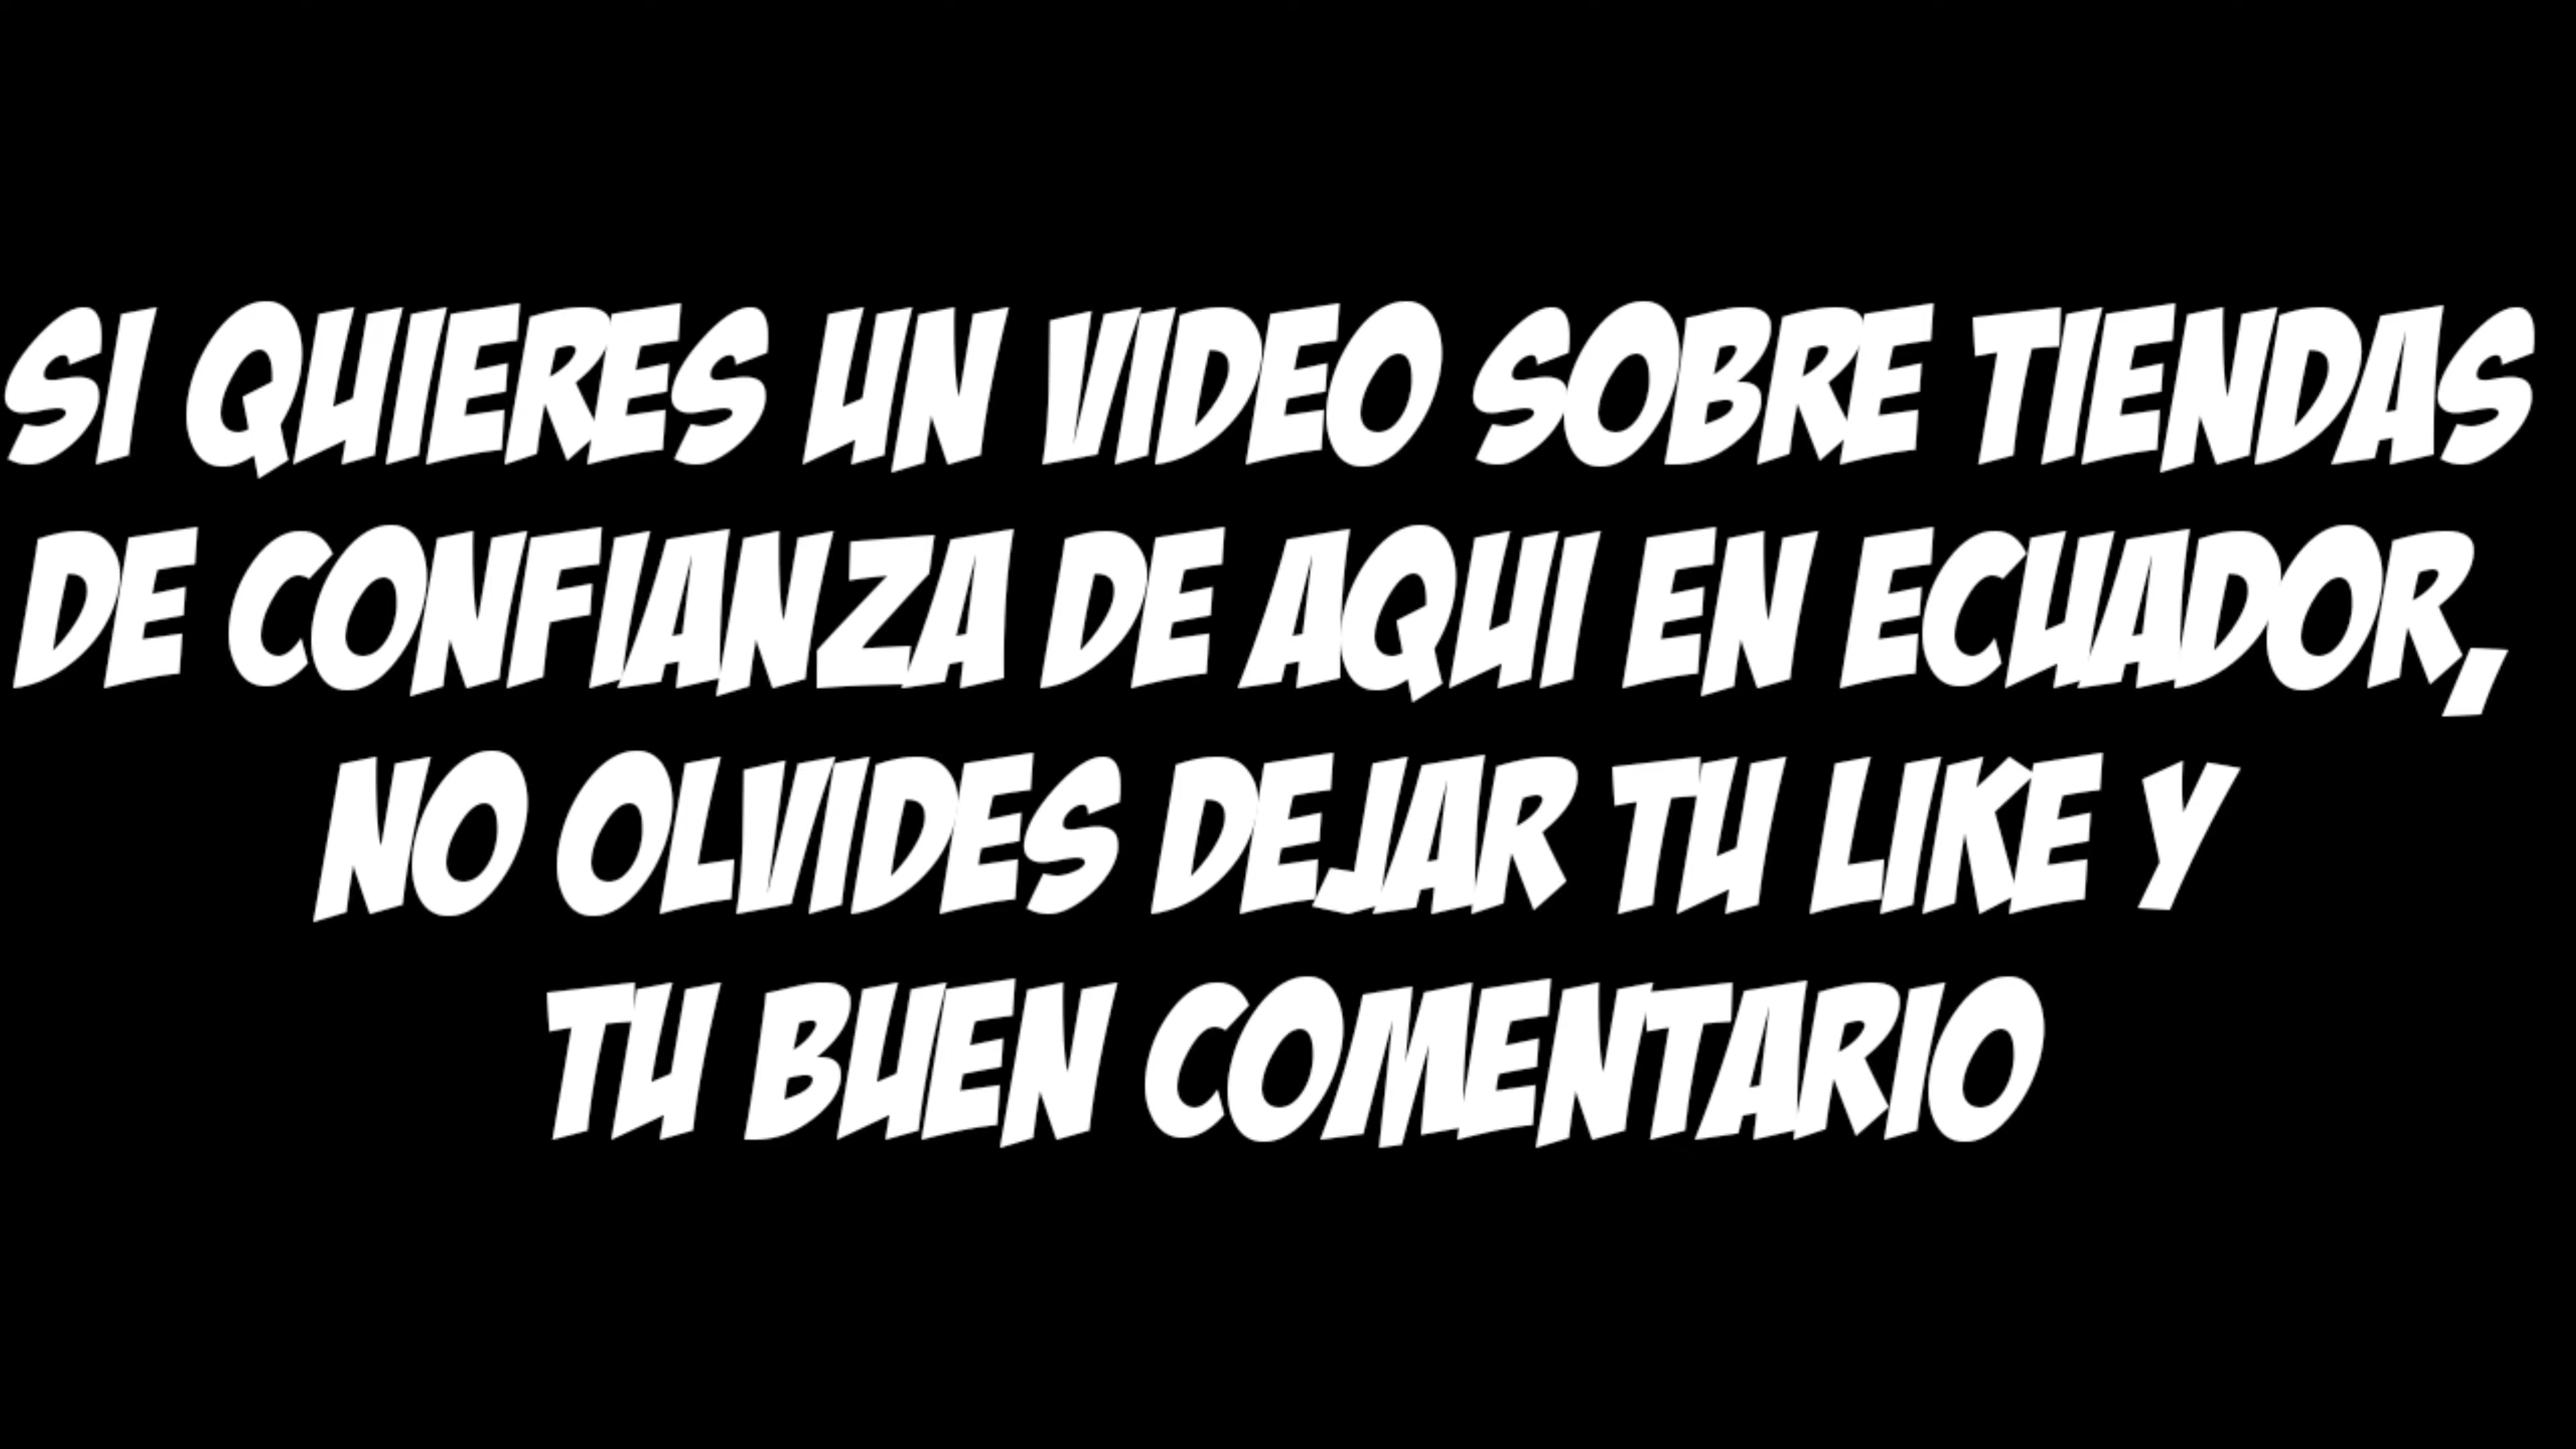 SI QUIERES UN VIDEO SOBRE TIENDAS
DE CONFIANZA DE AQUI EN ECUADOR,
NO OLVIDES DEJAR TU LIKE Y
TU BUEN COMENTARIO